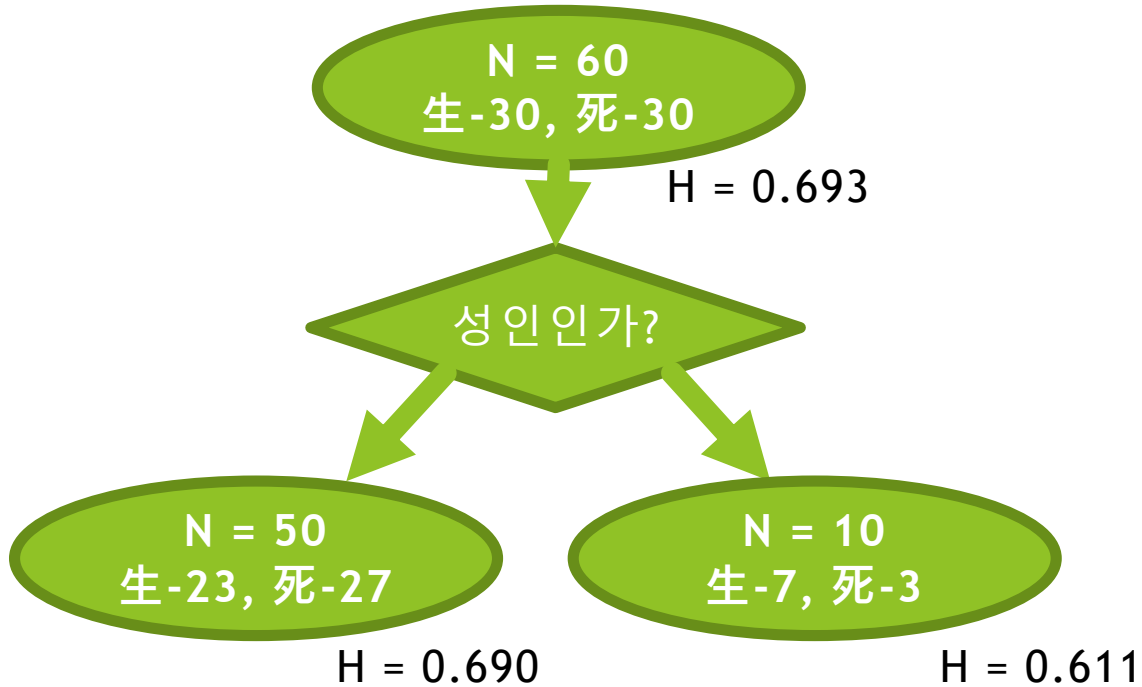 N = 60
生-30, 死-30
H = 0.693
성인인가?
N = 50
生-23, 死-27
H = 0.690
N = 10
生-7, 死-3
H = 0.611